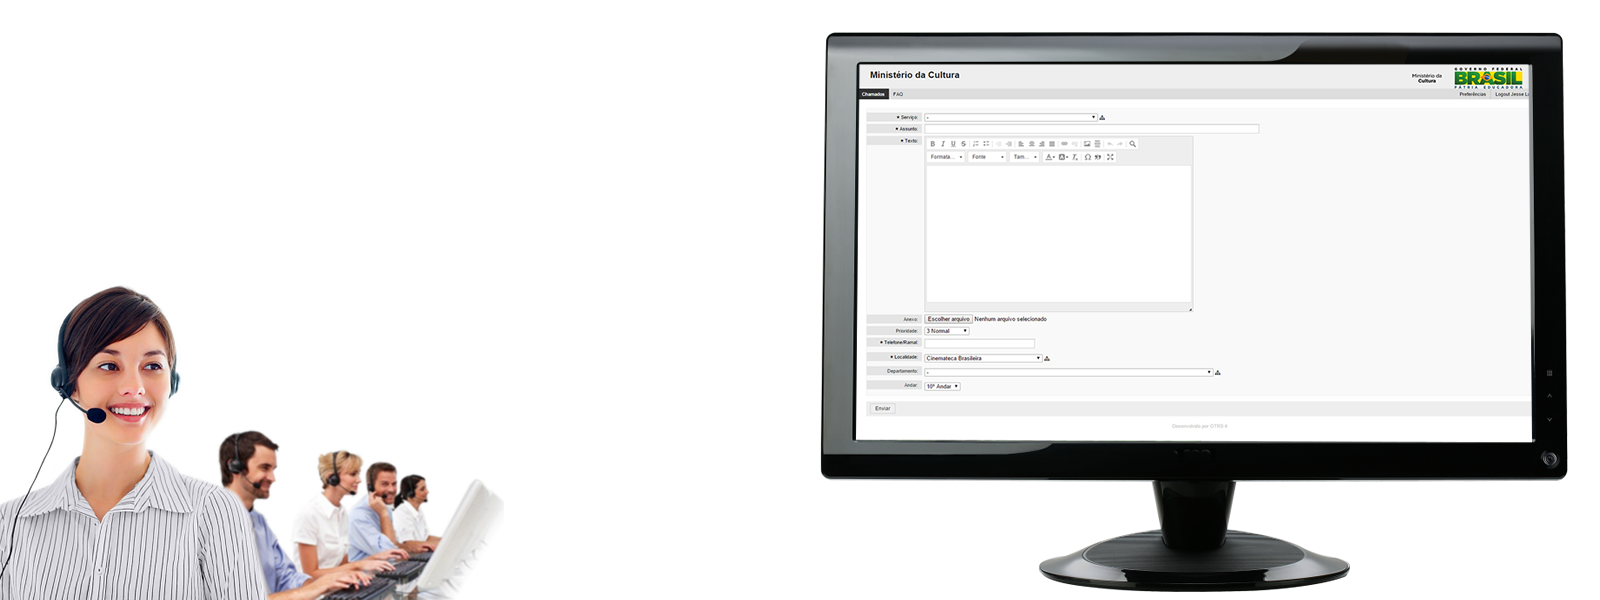 Ministério da Cultura
Ministério da
Cultura
GOVERNO FEDERAL
BRASIL
PÁTRIA EDUCADORA
Chamados FAQ Preferências Logout Jesse L
* Serviço: -
* Assunto:
* Texto:
B I U S
Formata... Fonte Tam...
Anexo: Escolher arquivo Nenhum arquivo selecionado
Prioridade: 3 Normal
* Telefone/Ramal:
* Localidade: Cinemateca Brasileira
Departamento: -
Andar: 10º Andar
Enviar
Desenvolvido por OTRS 4